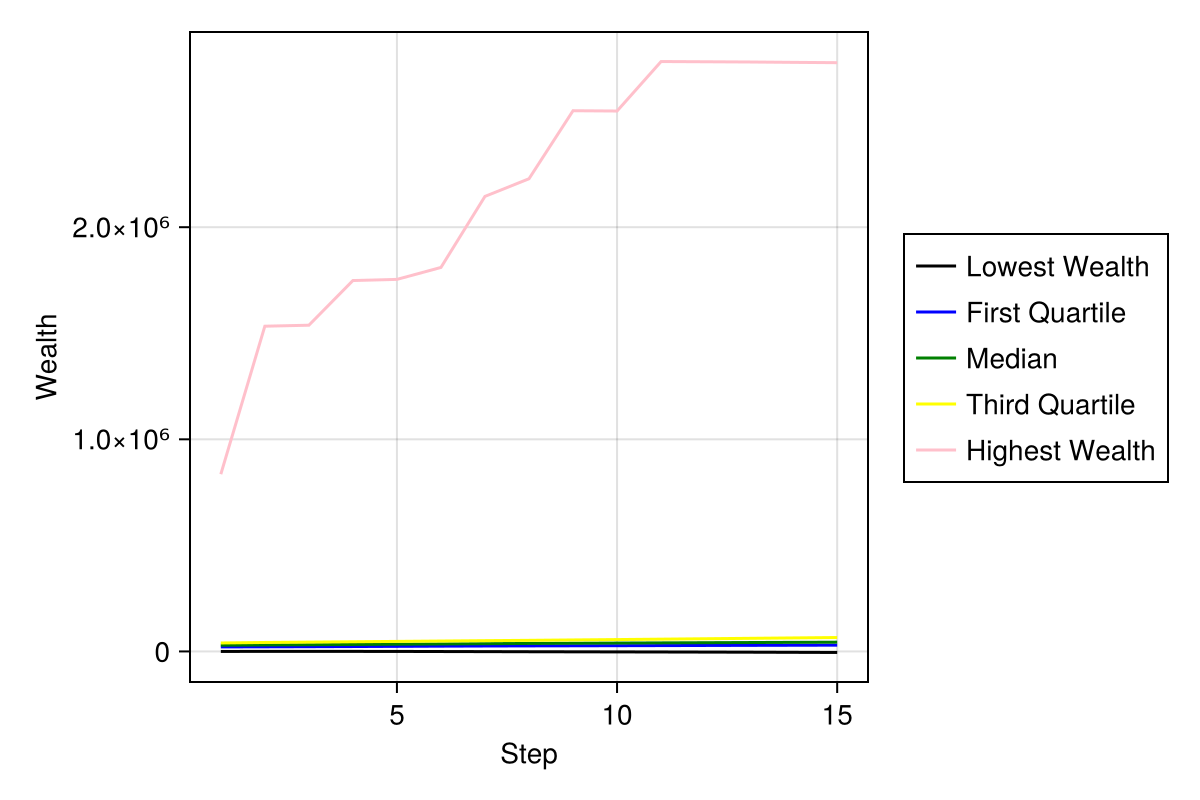 2.0×10⁶
1.0×10⁶
0
Wealth
5 10 15
Step
Lowest Wealth
First Quartile
Median
Third Quartile
Highest Wealth